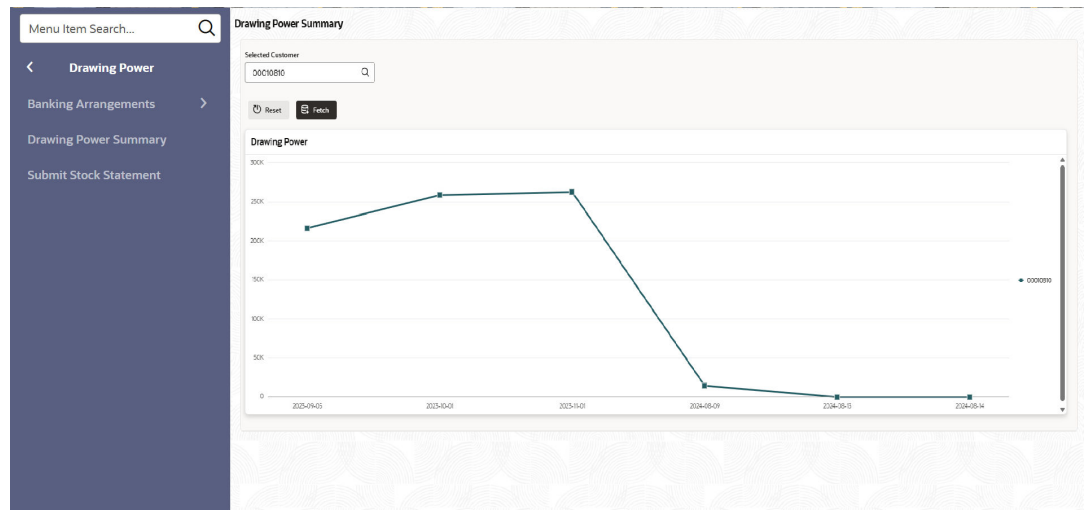 Menu Item Search...
Drawing Power
Banking Arrangements
Drawing Power Summary
Submit Stock Statement
Drawing Power Summary
Selected Customer
00010810
Reset
Fetch
Drawing Power
300K
250K
200K
150K
100K
50K
0
2023-09-05
2023-10-01
2023-11-01
2024-08-09
2024-08-13
2024-08-14
00010810